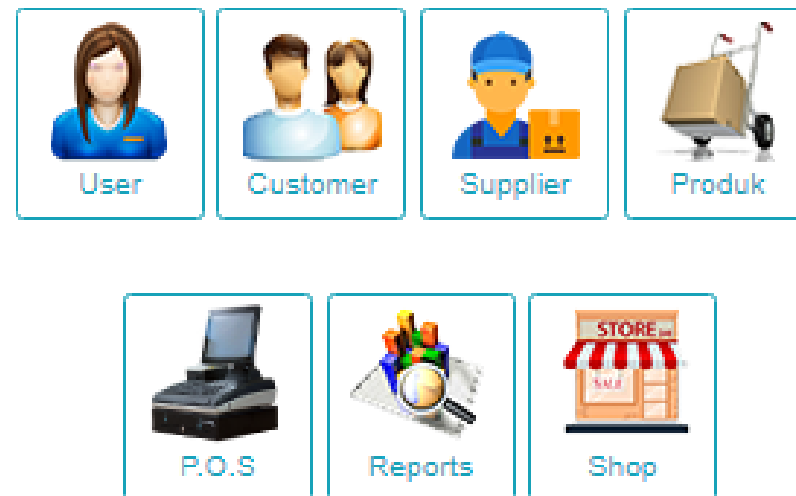 User
Customer
Supplier
Produk
STORE
SALE
P.O.S
Reports
Shop